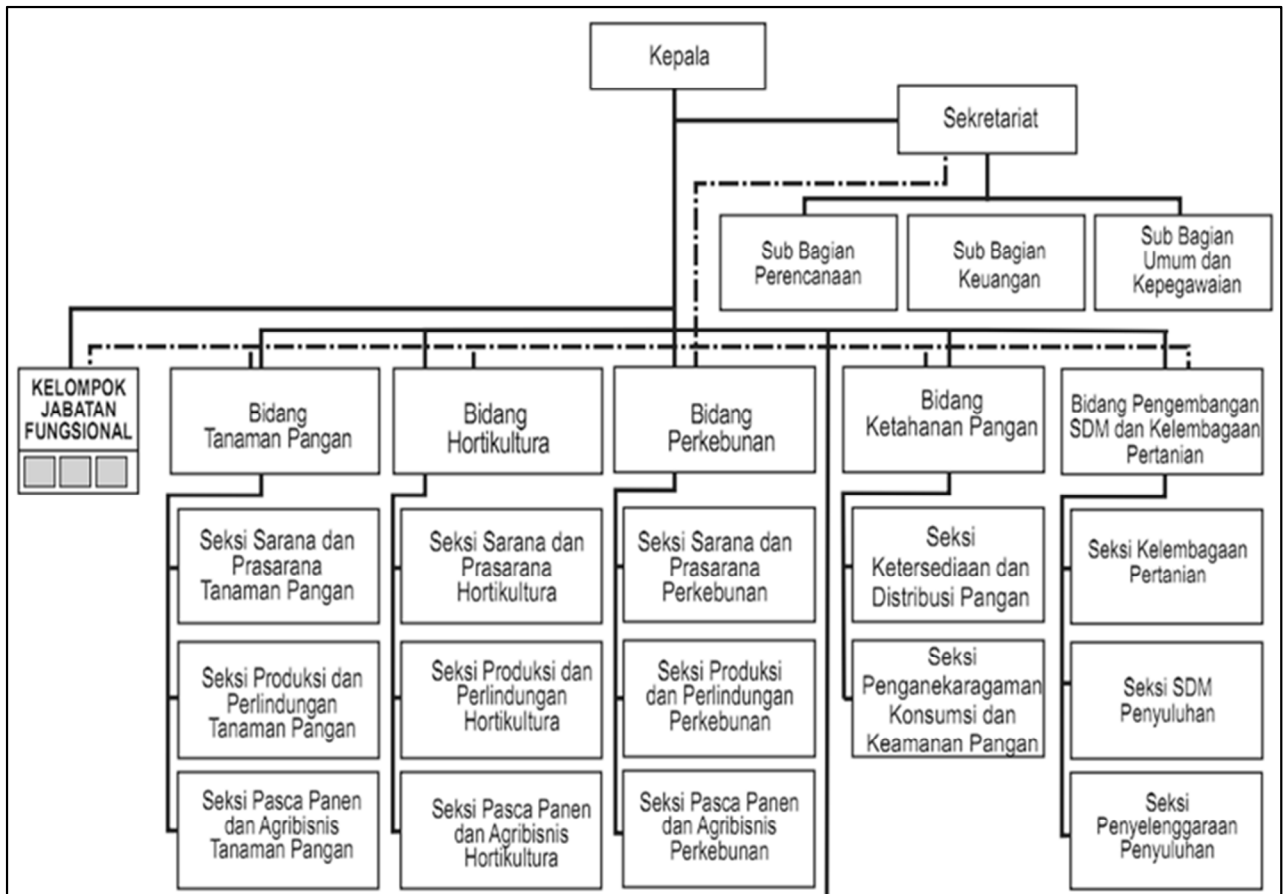 Kepala
Sekretariat
Sub Bagian
Perencanaan
Sub Bagian
Keuangan
Sub Bagian
Umum dan
Kepegawaian
KELOMPOK
JABATAN
FUNGSIONAL
Bidang
Tanaman Pangan
Bidang
Hortikultura
Bidang
Perkebunan
Bidang
Ketahanan Pangan
Bidang Pengembangan
SDM dan Kelembagaan
Pertanian
Seksi Sarana dan
Prasarana
Tanaman Pangan
Seksi Sarana dan
Prasarana
Hortikultura
Seksi Sarana dan
Prasarana
Perkebunan
Seksi
Ketersediaan dan
Distribusi Pangan
Seksi Kelembagaan
Pertanian
Seksi Produksi dan
Perlindungan
Tanaman Pangan
Seksi Produksi dan
Perlindungan
Hortikultura
Seksi Produksi
dan Perlindungan
Perkebunan
Seksi
Penganekaragaman
Konsumsi dan
Keamanan Pangan
Seksi SDM
Penyuluhan
Seksi Pasca Panen
dan Agribisnis
Tanaman Pangan
Seksi Pasca Panen
dan Agribisnis
Hortikultura
Seksi Pasca Panen
dan Agribisnis
Perkebunan
Seksi
Penyelenggaraan
Penyuluhan